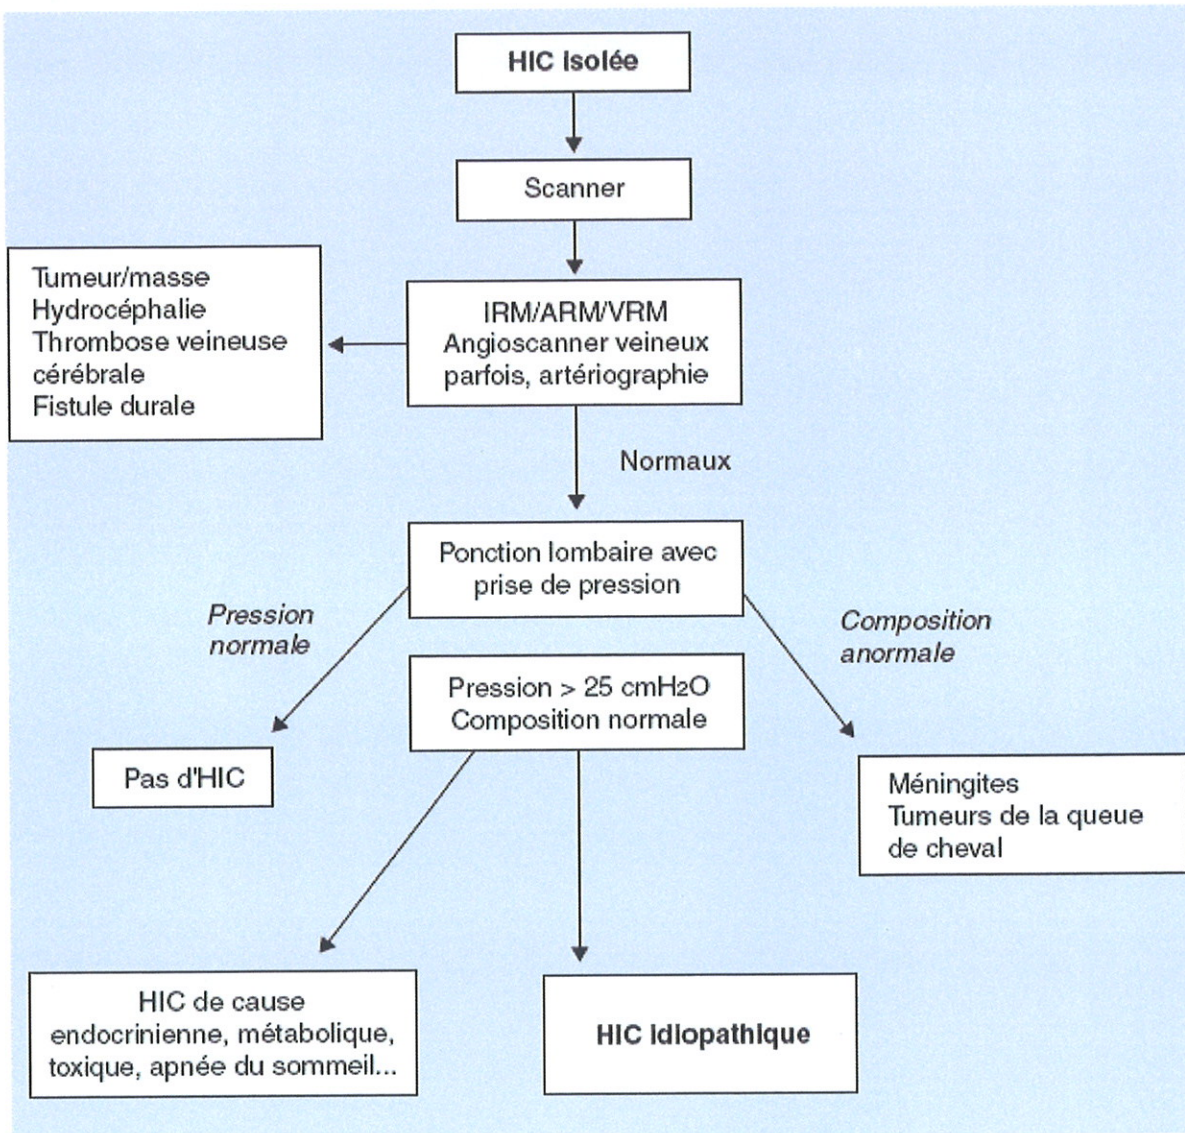 HIC isolée
Scanner
Tumeur/masse
Hydrocéphalie
Thrombose veineuse
cérébrale
Fistule durale
IRM/ARM/VRM
Angioscanner veineux
parfois, artériographie
Normaux
Ponction lombaire avec
prise de pression
Pression
normale
Composition
anormale
Pression > 25 cmH2O
Composition normale
Pas d'HIC
Méningites
Tumeurs de la queue
de cheval
HIC de cause
endocrinienne, métabolique,
toxique, apnée du sommeil...
HIC idiopathique